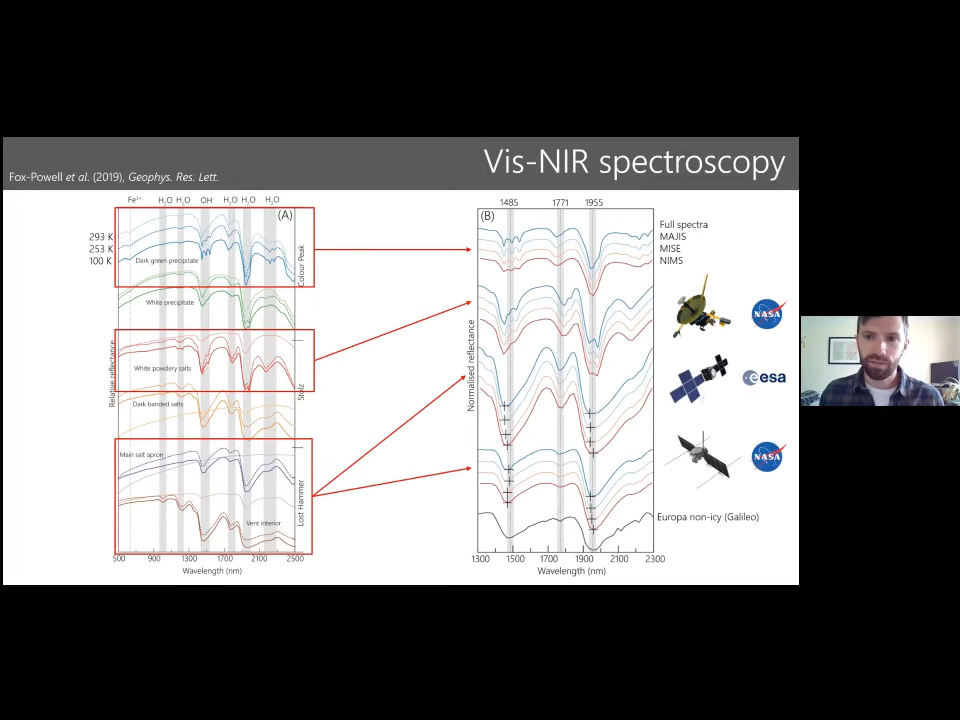 Vis-NIR spectroscopy
Fox-Powell et al. (2019), Geophys. Res. Lett.
Fe³⁺ H₂O H₂O OH⁻ H₂O H₂O H₂O
(A)
293 K
253 K
100 K
Dark green precipitate
Colour Peak
White precipitate
White powdery salts
Stolz
Dark banded salts
Main salt apron
Lost Hammer
Vent interior
Relative reflectance
500 900 1300 1700 2100 2500
Wavelength (nm)
1485 1771 1955
(B)
Full spectra
MAJIS
MISE
NIMS
NASA
esa
NASA
Europa non-icy (Galileo)
Normalised reflectance
1300 1500 1700 1900 2100 2300
Wavelength (nm)